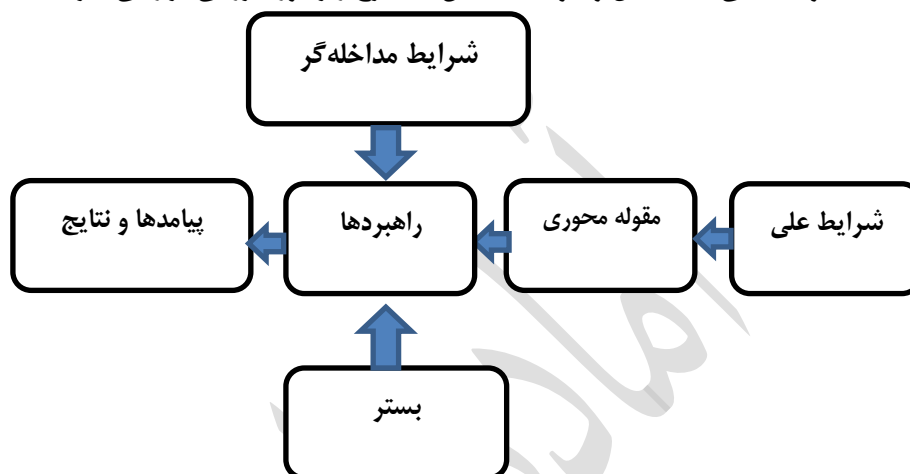 شرایط مداخله‌گر
شرایط علی
مقوله محوری
راهبردها
پیامدها و نتایج
بستر